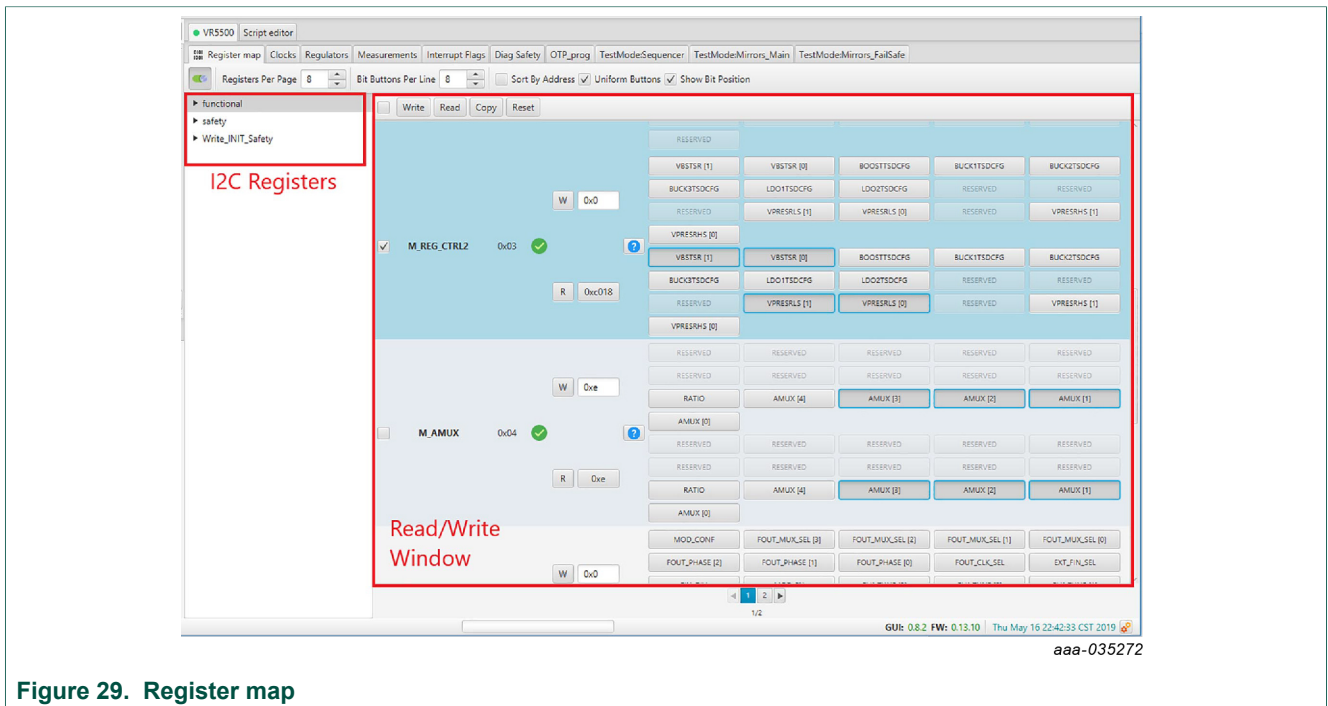 VR5500 Script editor
Register map Clocks Regulators Measurements Interrupt Flags Diag Safety OTP_prog TestMode:Sequencer TestMode:Mirrors_Main TestMode:Mirrors_FailSafe
Registers Per Page 8 Bit Buttons Per Line 8 Sort By Address Uniform Buttons Show Bit Position
functional
safety
Write_INIT_Safety
I2C Registers
Write Read Copy Reset
RESERVED
VBSTSR [1] VBSTSR [0] BOOSTTSDCFG BUCK1TSDCFG BUCK2TSDCFG
BUCK3TSDCFG LDO1TSDCFG LDO2TSDCFG RESERVED RESERVED
W 0x0
RESERVED VPRESRLS [1] VPRESRLS [0] RESERVED VPRESRHS [1]
VPRESRHS [0]
M_REG_CTRL2 0x03 ?
VBSTSR [1] VBSTSR [0] BOOSTTSDCFG BUCK1TSDCFG BUCK2TSDCFG
BUCK3TSDCFG LDO1TSDCFG LDO2TSDCFG RESERVED RESERVED
R 0xc018
RESERVED VPRESRLS [1] VPRESRLS [0] RESERVED VPRESRHS [1]
VPRESRHS [0]
RESERVED RESERVED RESERVED RESERVED RESERVED
RESERVED RESERVED RESERVED RESERVED RESERVED
W 0xe
RATIO AMUX [4] AMUX [3] AMUX [2] AMUX [1]
AMUX [0]
M_AMUX 0x04 ?
RESERVED RESERVED RESERVED RESERVED RESERVED
RESERVED RESERVED RESERVED RESERVED RESERVED
R 0xe
RATIO AMUX [4] AMUX [3] AMUX [2] AMUX [1]
AMUX [0]
Read/Write
Window
MOD_CONF FOUT_MUX_SEL [3] FOUT_MUX_SEL [2] FOUT_MUX_SEL [1] FOUT_MUX_SEL [0]
FOUT_PHASE [2] FOUT_PHASE [1] FOUT_PHASE [0] FOUT_CLK_SEL EXT_FIN_SEL
W 0x0
1 2
1/2
GUI: 0.8.2 FW: 0.13.10 Thu May 16 22:42:33 CST 2019
aaa-035272
Figure 29. Register map